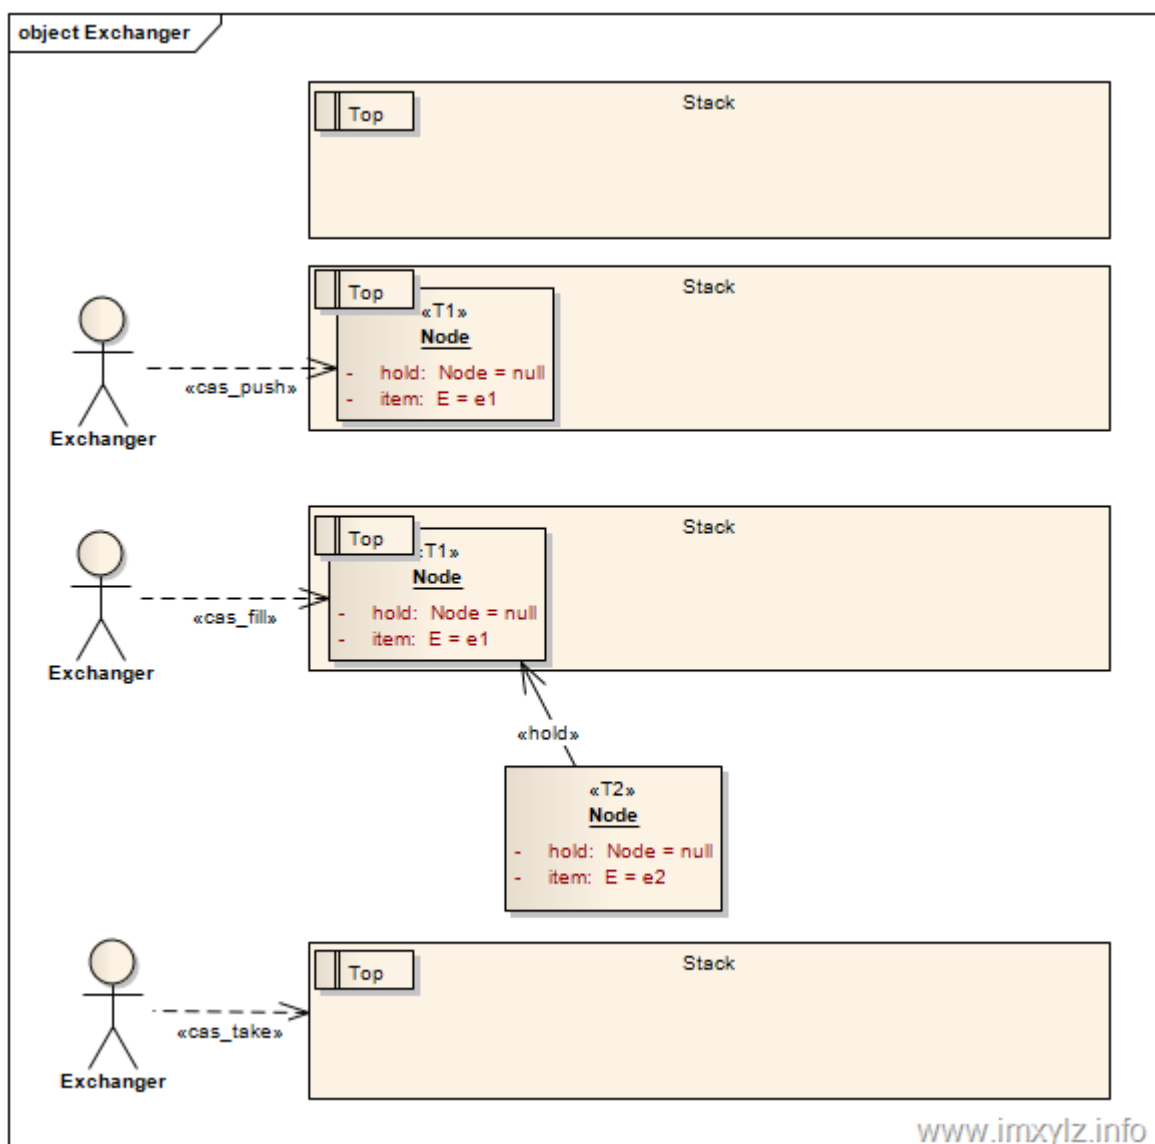 object Exchanger
Top
Stack
Top
Stack
«T1»
Node
- hold: Node = null
- item: E = e1
«cas_push»
Exchanger
Top
Stack
:T1»
Node
- hold: Node = null
- item: E = e1
«cas_fill»
Exchanger
«hold»
«T2»
Node
- hold: Node = null
- item: E = e2
Top
Stack
«cas_take»
Exchanger
www.imxylz.info